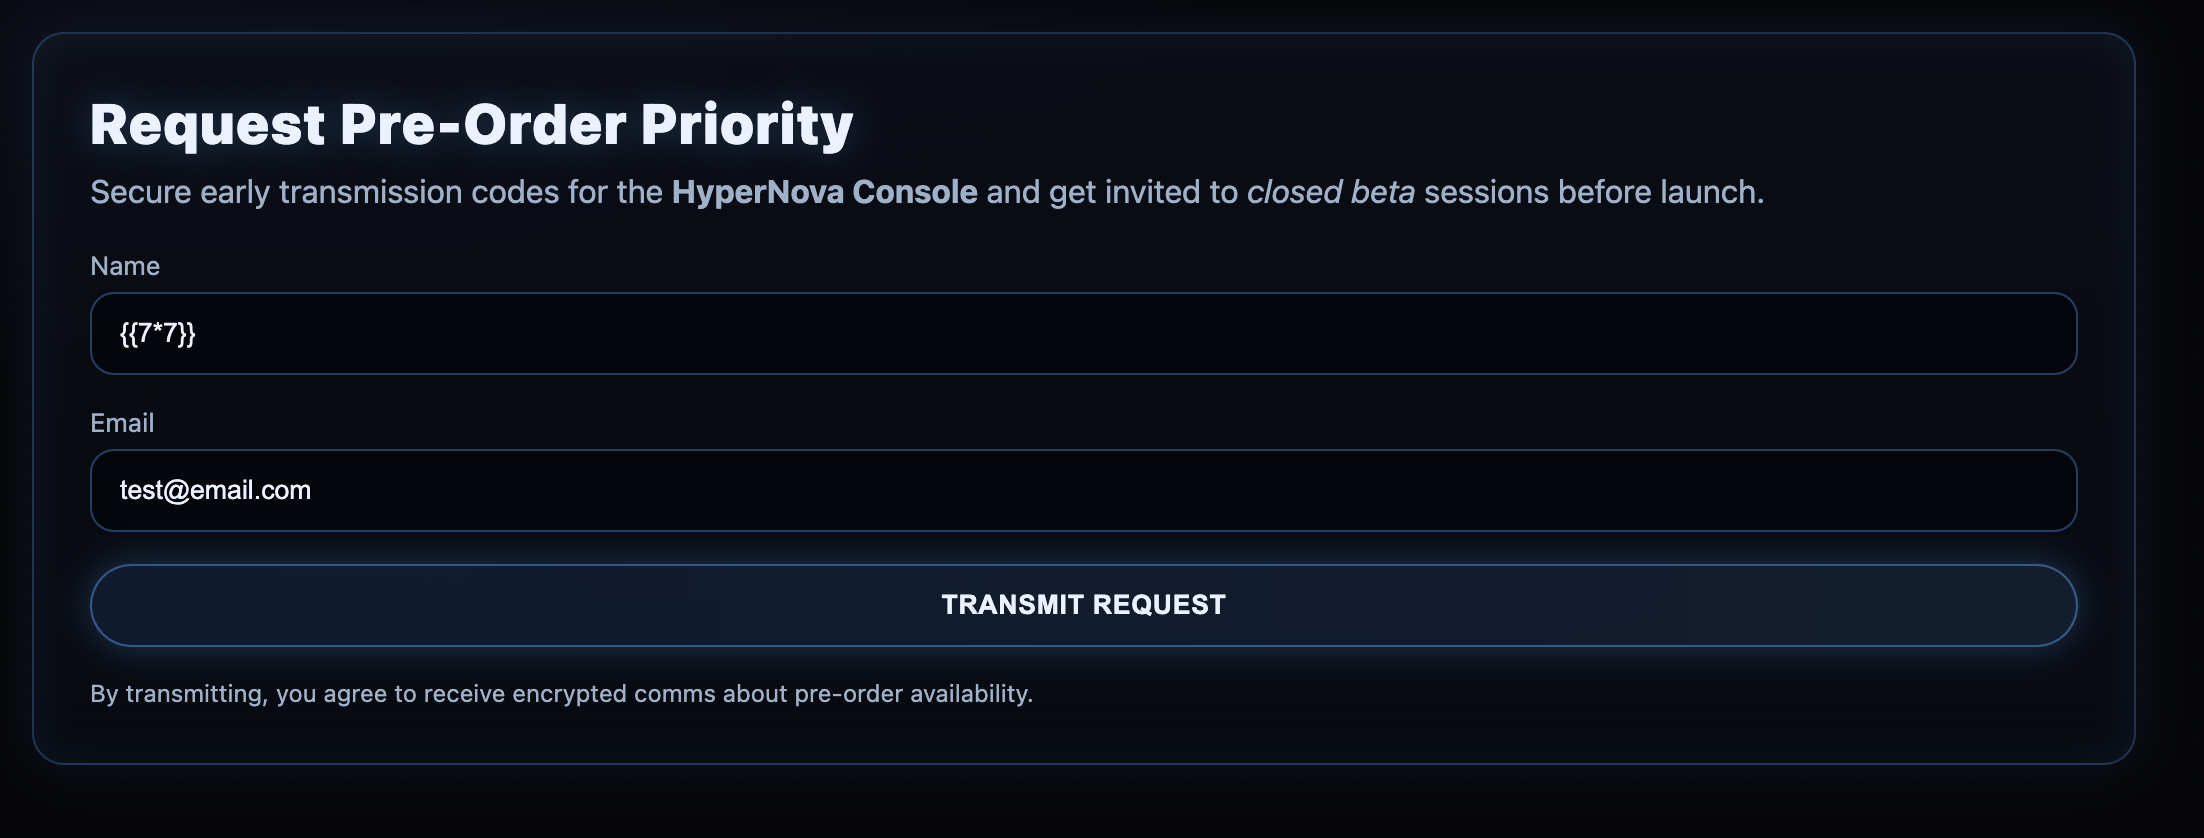 Request Pre-Order Priority
Secure early transmission codes for the HyperNova Console and get invited to closed beta sessions before launch.
Name
{{7*7}}
Email
test@email.com
TRANSMIT REQUEST
By transmitting, you agree to receive encrypted comms about pre-order availability.